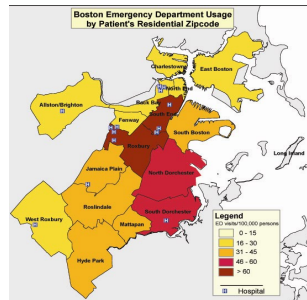 Boston Emergency Department Usage
by Patient's Residential Zipcode
Charlestown
East Boston
North End
Back Bay
Allston/Brighton
South End
Fenway
South Boston
Roxbury
Long Island
Jamaica Plain
North Dorchester
West Roxbury
Roslindale
South Dorchester
Mattapan
Hyde Park
Legend
ED visits/100,000 persons
0 - 15
16 - 30
31 - 45
46 - 60
> 60
H Hospital